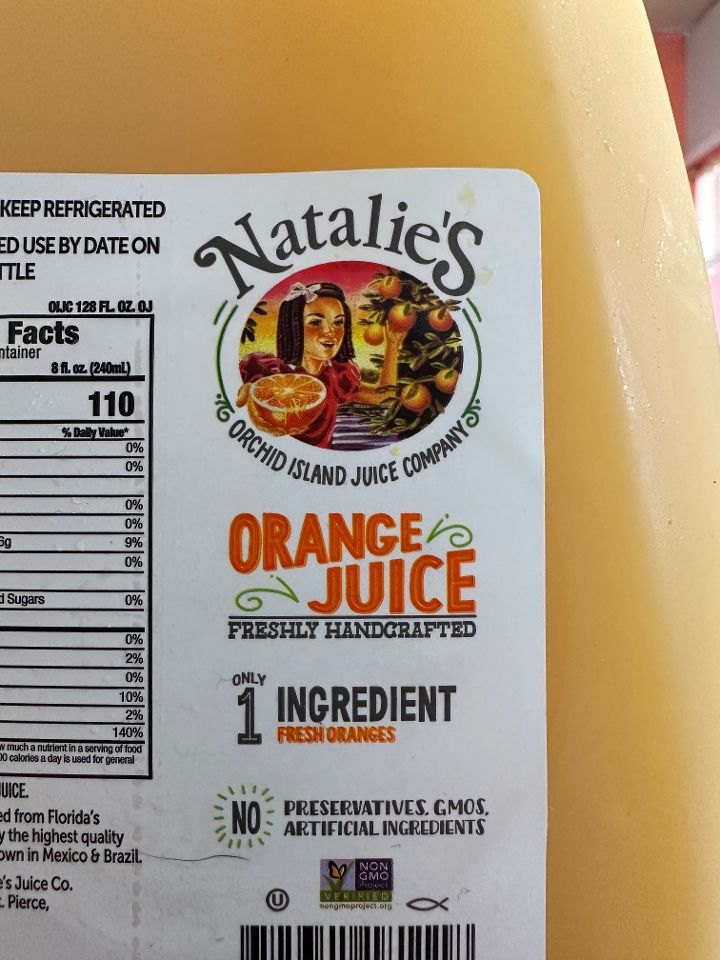 KEEP REFRIGERATED
ED USE BY DATE ON
TTLE
OIJC 128 FL. OZ. OJ
Facts
ntainer
8 fl. oz. (240mL)
110
% Daily Value*
0%
0%
0%
0%
6g 9%
0%
d Sugars 0%
0%
2%
0%
10%
2%
140%
w much a nutrient in a serving of food
00 calories a day is used for general
JUICE.
ed from Florida's
y the highest quality
own in Mexico & Brazil.
e's Juice Co.
t. Pierce,
Natalie's
ORCHID ISLAND JUICE COMPANY
ORANGE
JUICE
FRESHLY HANDCRAFTED
ONLY
1 INGREDIENT
FRESH ORANGES
NO PRESERVATIVES, GMOS,
ARTIFICIAL INGREDIENTS
U
NON
GMO
Project
VERIFIED
nongmoproject.org